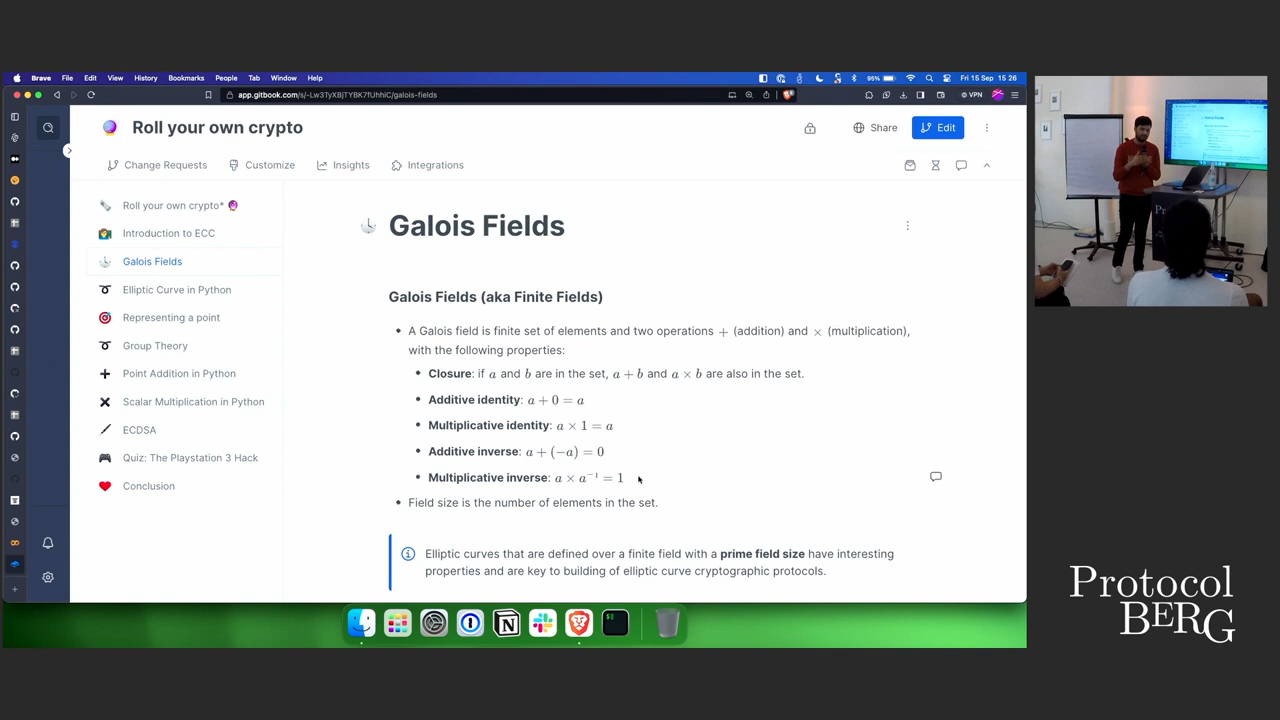 Brave File Edit View History Bookmarks People Tab Window Help
95% Fri 15 Sep 15 26
app.gitbook.com/s/-Lw3TyXBjTYBK7fUhhiC/galois-fields
VPN
Roll your own crypto
Share
Edit
Change Requests
Customize
Insights
Integrations
Roll your own crypto*
Introduction to ECC
Galois Fields
Elliptic Curve in Python
Representing a point
Group Theory
Point Addition in Python
Scalar Multiplication in Python
ECDSA
Quiz: The Playstation 3 Hack
Conclusion
Galois Fields
Galois Fields (aka Finite Fields)
• A Galois field is finite set of elements and two operations + (addition) and × (multiplication),
with the following properties:
• Closure: if a and b are in the set, a + b and a × b are also in the set.
• Additive identity: a + 0 = a
• Multiplicative identity: a × 1 = a
• Additive inverse: a + (−a) = 0
• Multiplicative inverse: a × a⁻¹ = 1
• Field size is the number of elements in the set.
Elliptic curves that are defined over a finite field with a prime field size have interesting
properties and are key to building of elliptic curve cryptographic protocols.
Galois Fields
Protocol
BERG